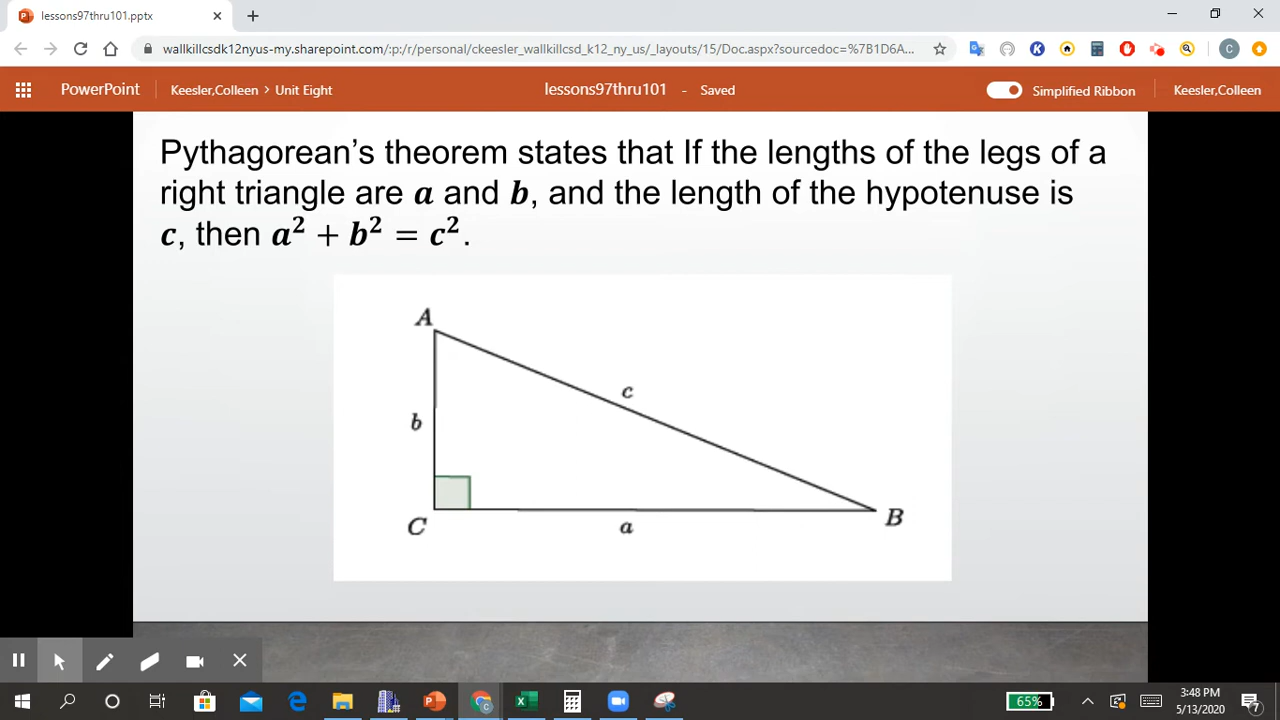 lessons97thru101.pptx
wallkillcsdk12nyus-my.sharepoint.com/:p:/r/personal/ckeesler_wallkillcsd_k12_ny_us/_layouts/15/Doc.aspx?sourcedoc=%7B1D6A...
K
C
PowerPoint Keesler,Colleen > Unit Eight lessons97thru101 - Saved Simplified Ribbon Keesler,Colleen
Pythagorean’s theorem states that If the lengths of the legs of a
right triangle are a and b, and the length of the hypotenuse is
c, then a² + b² = c².
A
c
b
C
a
B
65%
3:48 PM
5/13/2020
7